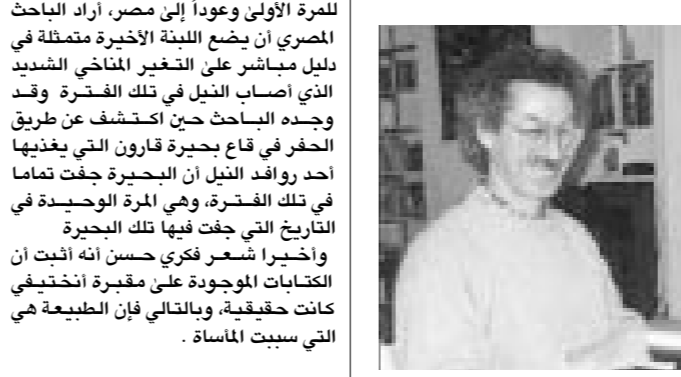 للمرة الأولىٰ وعوداً إلىٰ مصر، أراد الباحث
المصري أن يضع اللبنة الأخيرة متمثلة في
دليل مباشر علىٰ التغير المناخي الشديد
الذي أصاب النيل في تلك الفترة وقد
وجده الباحث حين اكتشف عن طريق
الحفر في قاع بحيرة قارون التي يغذيها
أحد روافد النيل أن البحيرة جفت تماما
في تلك الفترة، وهي المرة الوحيدة في
التاريخ التي جفت فيها تلك البحيرة
وأخيرا شعر فكري حسن أنه أثبت أن
الكتابات الموجودة علىٰ مقبرة أنختيفي
كانت حقيقية، وبالتالي فإن الطبيعة هي
التي سببت المأساة .